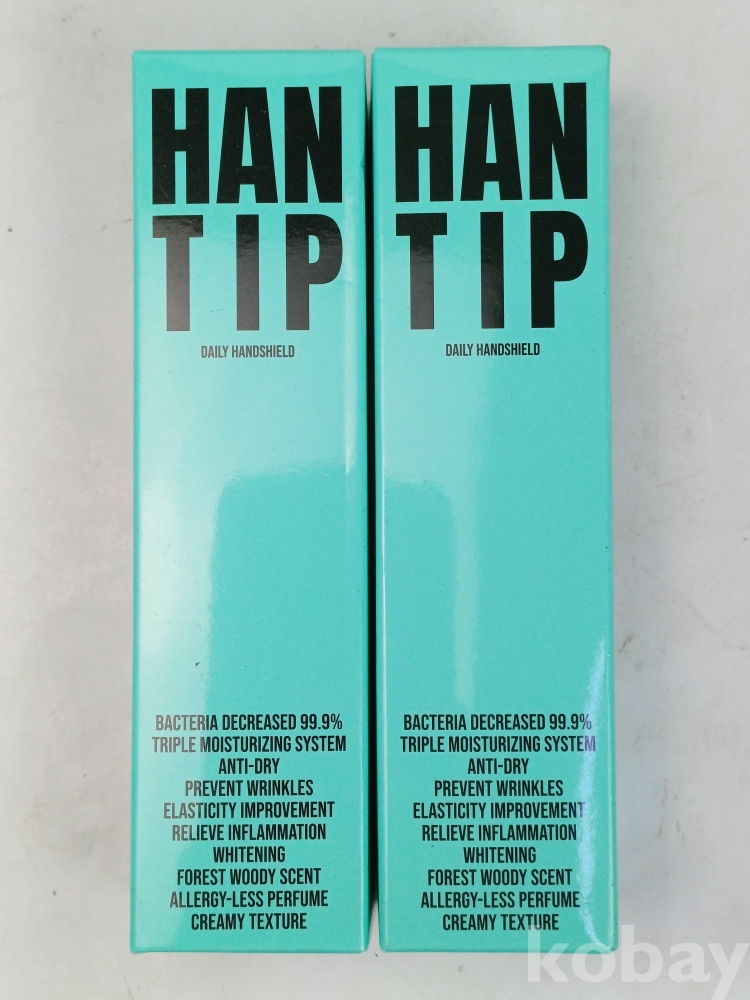 HAN
TIP
DAILY HANDSHIELD
BACTERIA DECREASED 99.9%
TRIPLE MOISTURIZING SYSTEM
ANTI-DRY
PREVENT WRINKLES
ELASTICITY IMPROVEMENT
RELIEVE INFLAMMATION
WHITENING
FOREST WOODY SCENT
ALLERGY-LESS PERFUME
CREAMY TEXTURE
HAN
TIP
DAILY HANDSHIELD
BACTERIA DECREASED 99.9%
TRIPLE MOISTURIZING SYSTEM
ANTI-DRY
PREVENT WRINKLES
ELASTICITY IMPROVEMENT
RELIEVE INFLAMMATION
WHITENING
FOREST WOODY SCENT
ALLERGY-LESS PERFUME
CREAMY TEXTURE
kobay